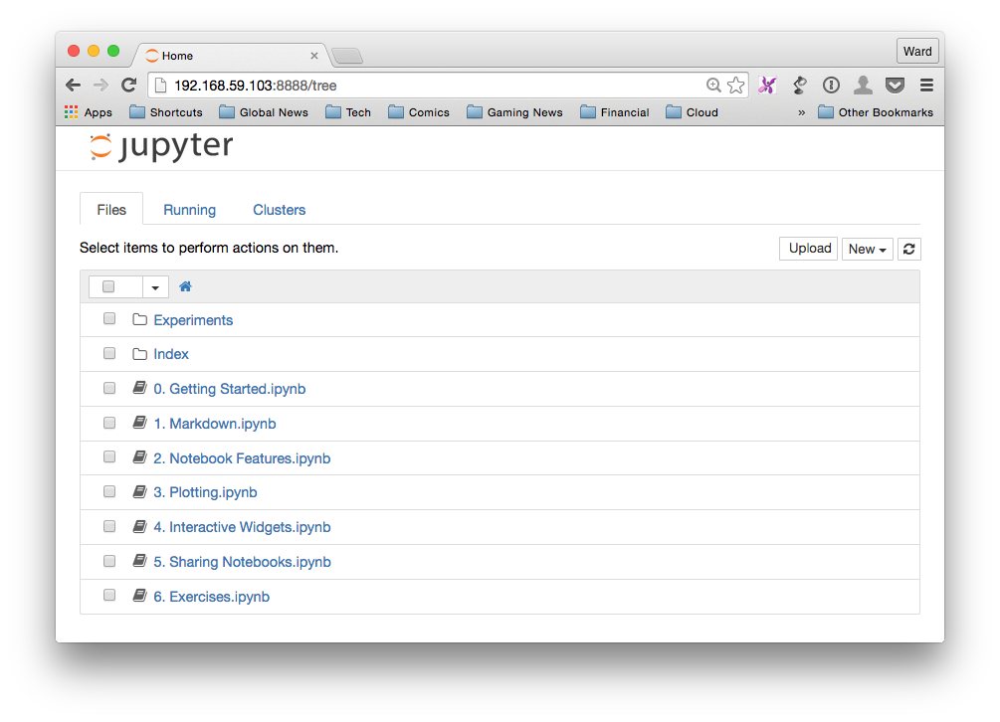 Home
Ward
192.168.59.103:8888/tree
Apps Shortcuts Global News Tech Comics Gaming News Financial Cloud » Other Bookmarks
jupyter
Files Running Clusters
Select items to perform actions on them. Upload New
Experiments
Index
0. Getting Started.ipynb
1. Markdown.ipynb
2. Notebook Features.ipynb
3. Plotting.ipynb
4. Interactive Widgets.ipynb
5. Sharing Notebooks.ipynb
6. Exercises.ipynb